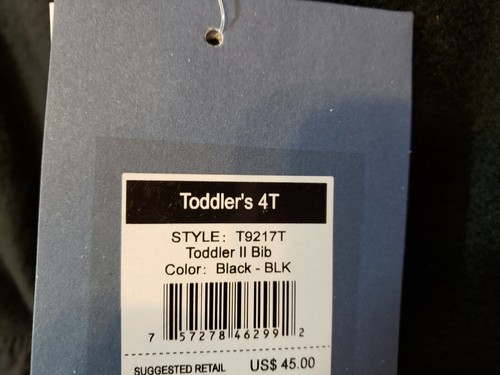 Toddler's 4T
STYLE: T9217T
Toddler II Bib
Color: Black - BLK
7 57278 46299 2
SUGGESTED RETAIL US$ 45.00